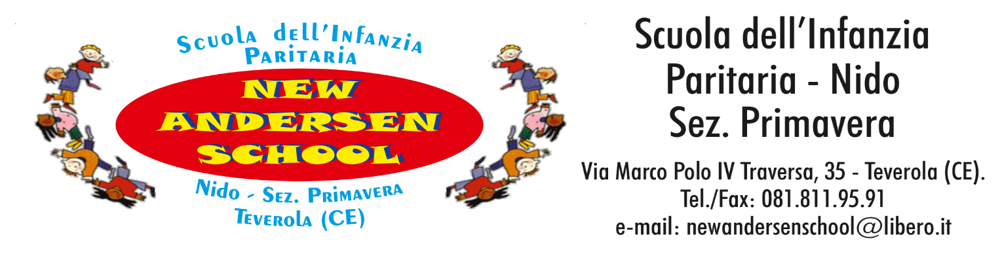 Scuola dell'Infanzia
Paritaria
NEW
ANDERSEN
SCHOOL
Nido - Sez. Primavera
Teverola (CE)
Scuola dell'Infanzia
Paritaria - Nido
Sez. Primavera
Via Marco Polo IV Traversa, 35 - Teverola (CE).
Tel./Fax: 081.811.95.91
e-mail: newandersenschool@libero.it